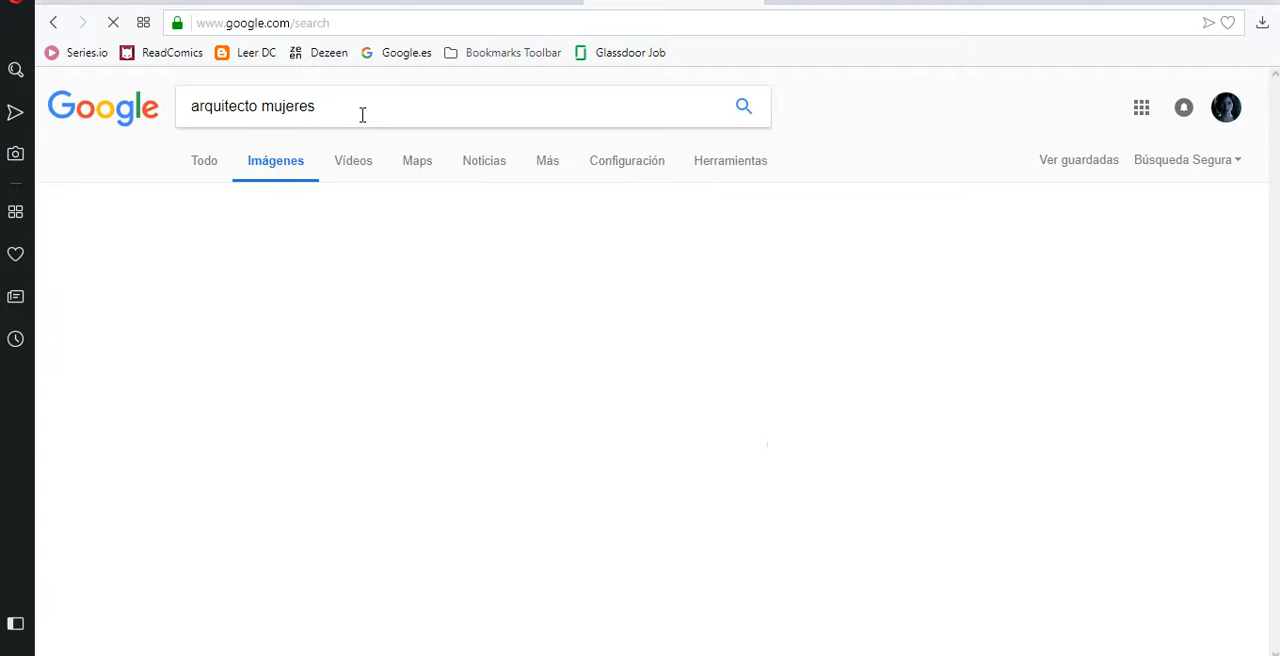 www.google.com/search
Series.io ReadComics Leer DC Dezeen Google.es Bookmarks Toolbar Glassdoor Job
Google arquitecto mujeres
Todo Imágenes Vídeos Maps Noticias Más Configuración Herramientas Ver guardadas Búsqueda Segura